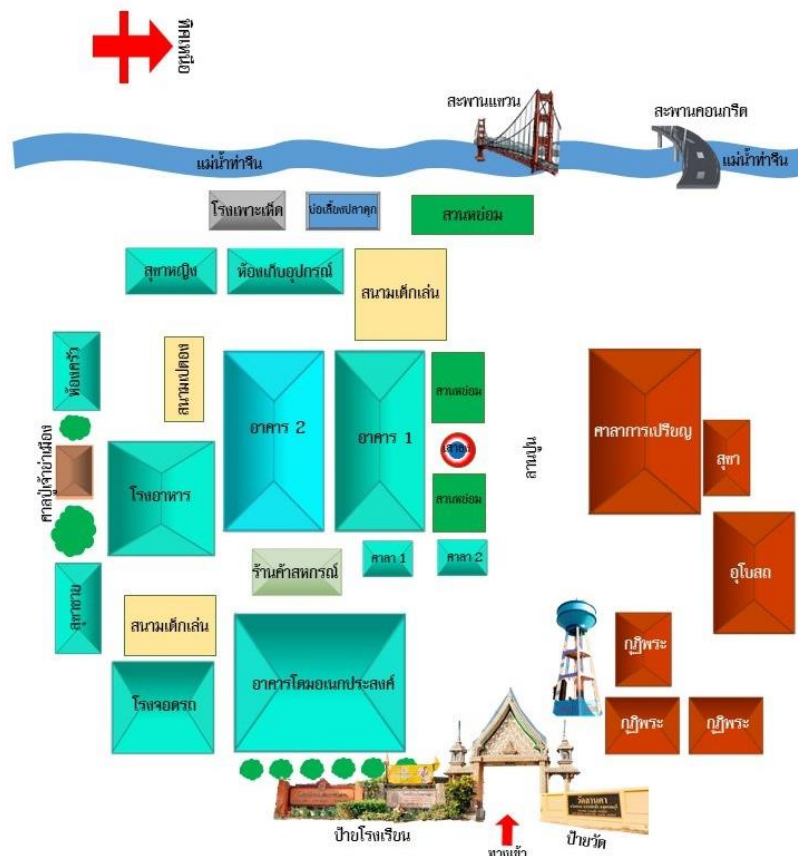 ทิศเหนือ
สะพานแขวน
สะพานคอนกรีต
แม่น้ำท่าจีน
แม่น้ำท่าจีน
โรงเพาะเห็ด
บ่อเลี้ยงปลาดุก
สวนหย่อม
สุขาหญิง
ห้องเก็บอุปกรณ์
สนามเด็กเล่น
ห้องครัว
สนามเปตอง
อาคาร 2
อาคาร 1
สวนหย่อม
เสาธง
สวนหย่อม
ลานปูน
ศาลาการเปรียญ
สุขา
ศาลปู่เจ้าย่าเมือง
โรงอาหาร
อุโบสถ
ร้านค้าสหกรณ์
ศาลา 1
ศาลา 2
สุขาชาย
สนามเด็กเล่น
อาคารโดมอเนกประสงค์
โรงจอดรถ
กุฏิพระ
กุฏิพระ
กุฏิพระ
วัดลานคา
ป้ายโรงเรียน
ป้ายวัด
ทางเข้า